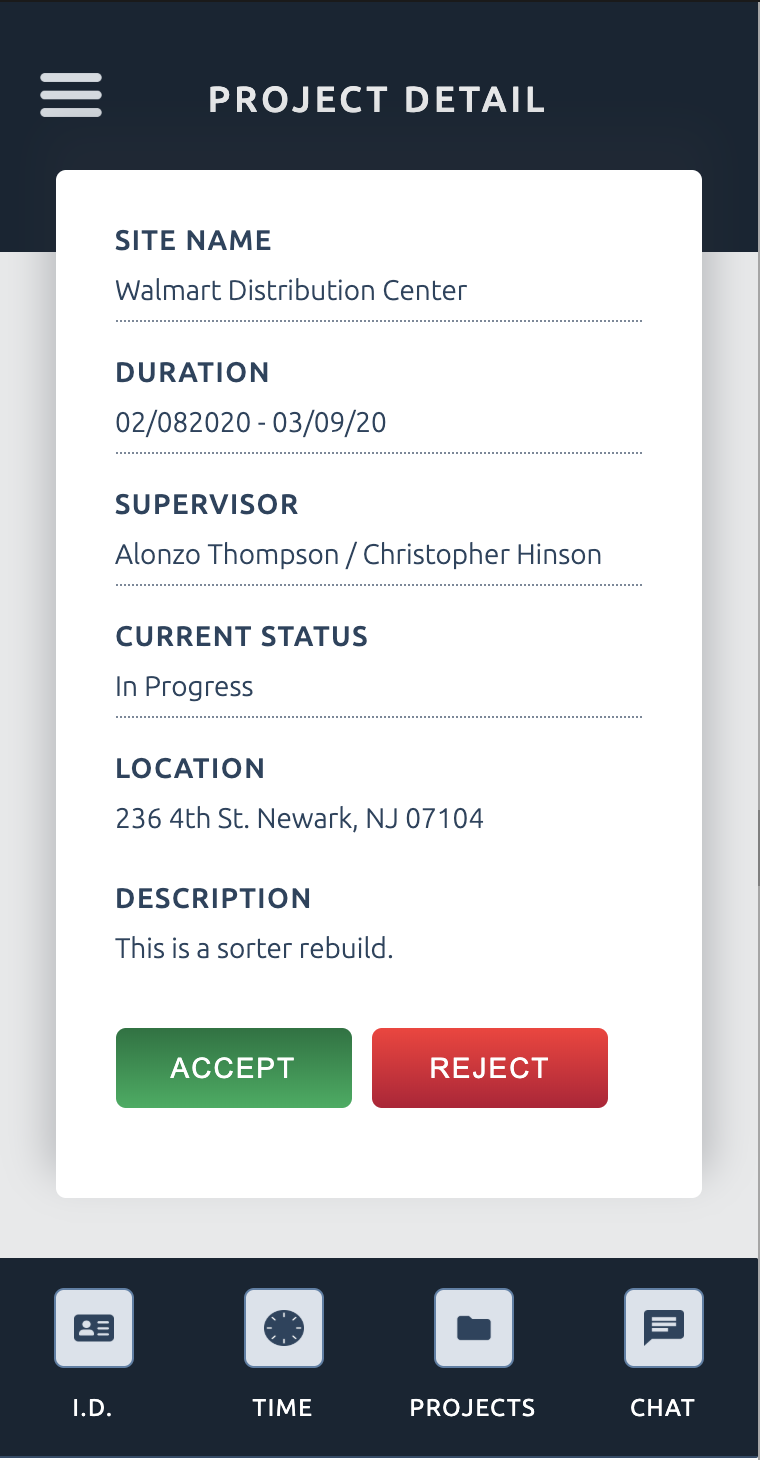 PROJECT DETAIL
SITE NAME
Walmart Distribution Center
DURATION
02/082020 - 03/09/20
SUPERVISOR
Alonzo Thompson / Christopher Hinson
CURRENT STATUS
In Progress
LOCATION
236 4th St. Newark, NJ 07104
DESCRIPTION
This is a sorter rebuild.
ACCEPT REJECT
I.D. TIME PROJECTS CHAT